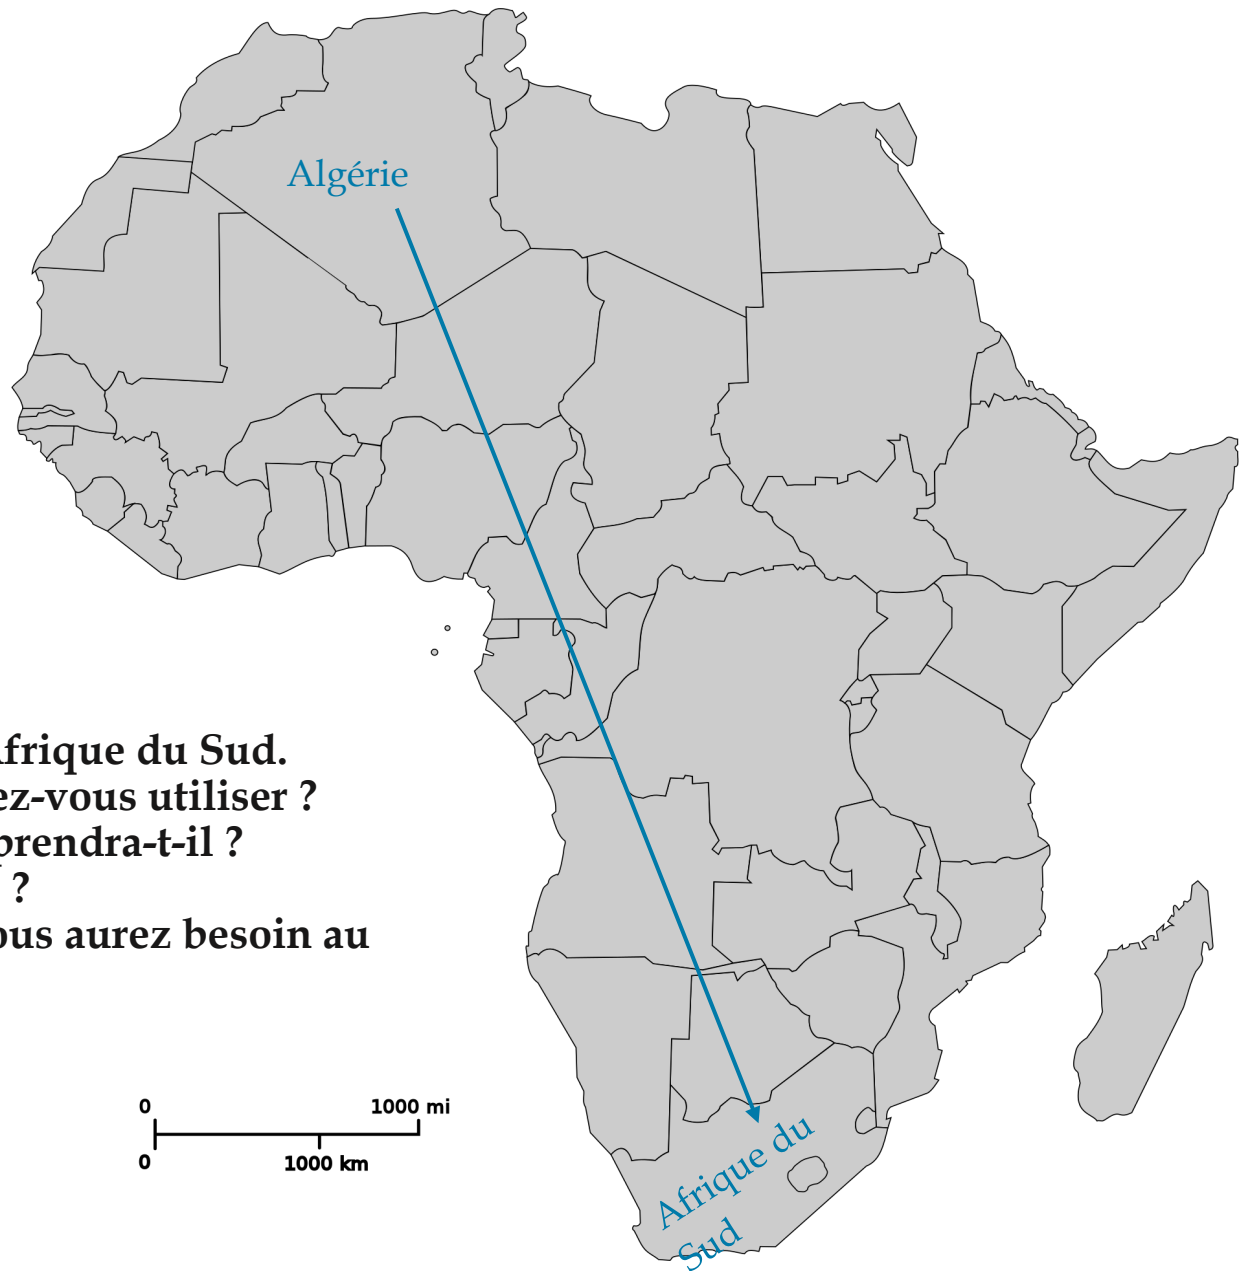 Algérie
frique du Sud.
ez-vous utiliser ?
prendra-t-il ?
?
ous aurez besoin au
0 1000 mi
0 1000 km
Afrique du
Sud